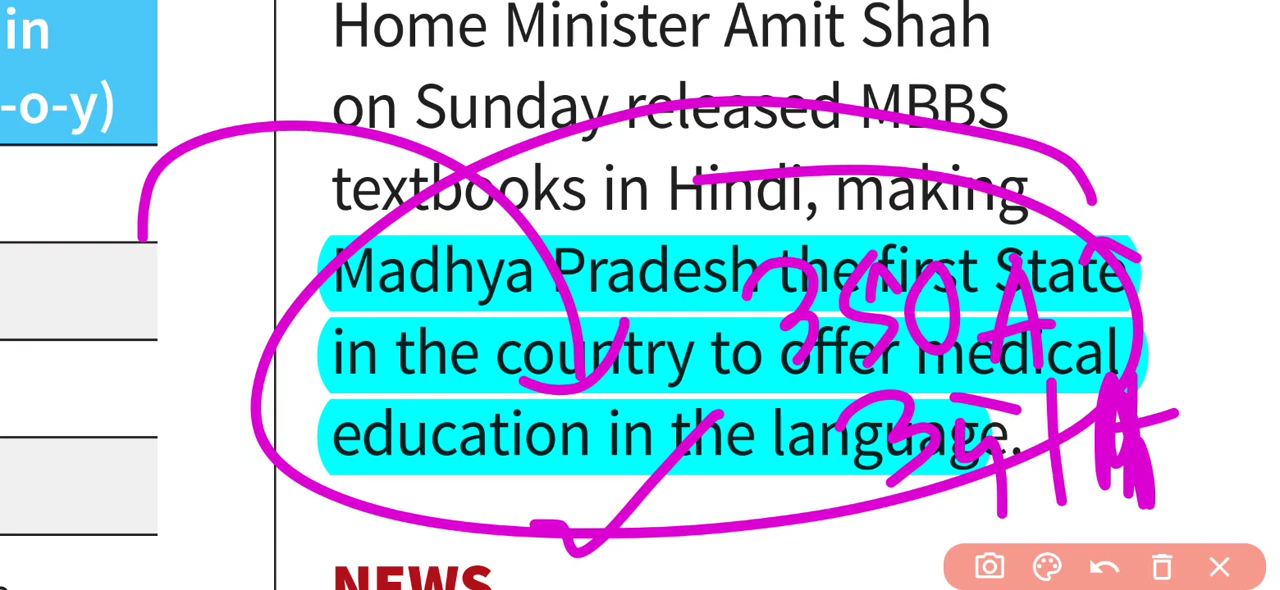 in
-o-y)
Home Minister Amit Shah
on Sunday released MBBS
textbooks in Hindi, making
Madhya Pradesh the first State
in the country to offer medical
education in the language.
350A
NEWS